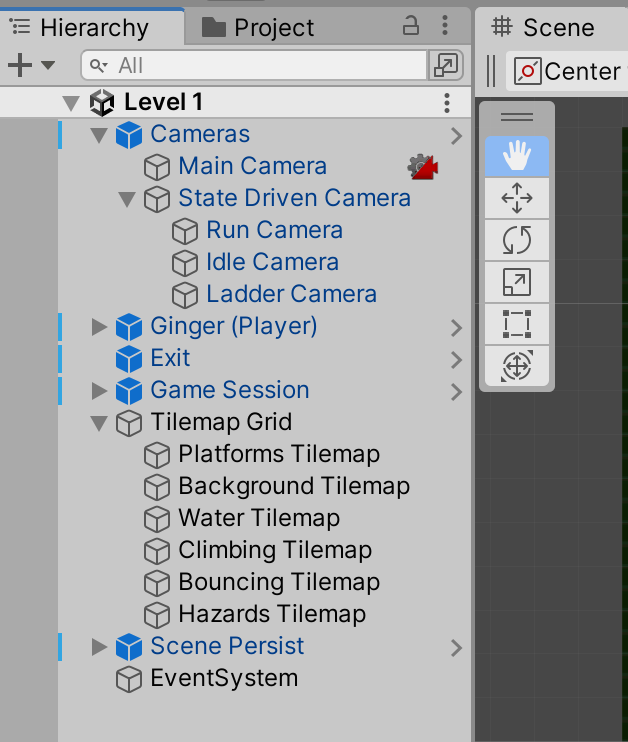 Hierarchy Project Scene
All Center
Level 1
Cameras
Main Camera
State Driven Camera
Run Camera
Idle Camera
Ladder Camera
Ginger (Player)
Exit
Game Session
Tilemap Grid
Platforms Tilemap
Background Tilemap
Water Tilemap
Climbing Tilemap
Bouncing Tilemap
Hazards Tilemap
Scene Persist
EventSystem